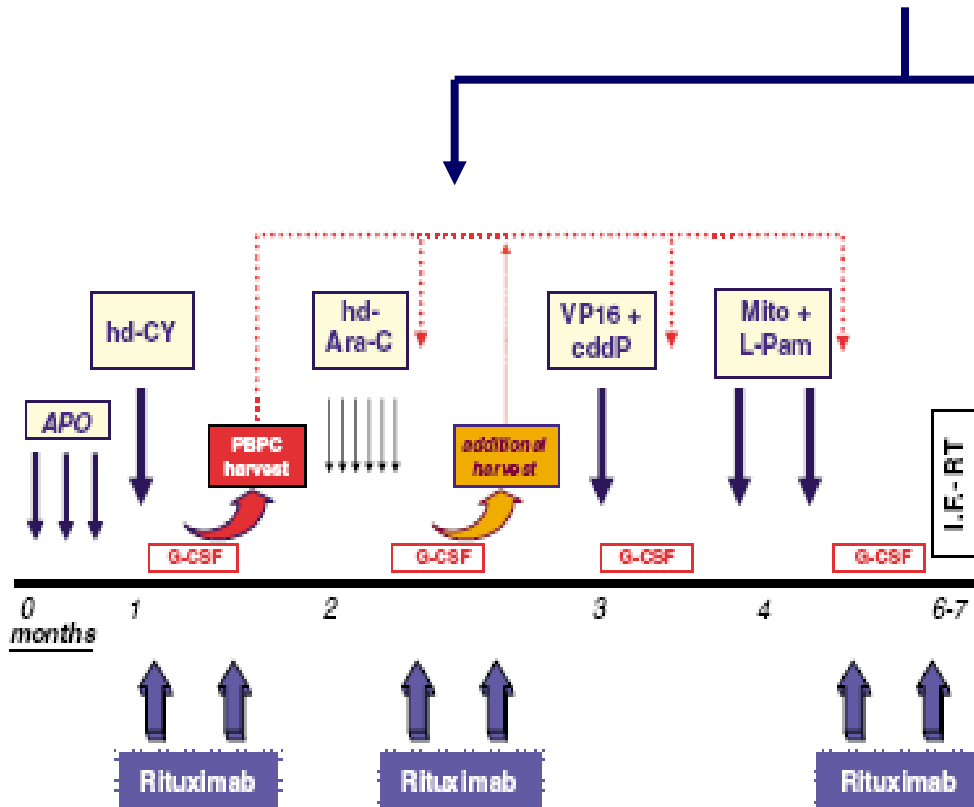 hd-CY
hd-
Ara-C
VP16 +
cddP
Mito +
L-Pam
APO
PBPC
harvest
additional
harvest
I.F.- RT
G-CSF
G-CSF
G-CSF
G-CSF
0
1
2
3
4
6-7
months
Rituximab
Rituximab
Rituximab